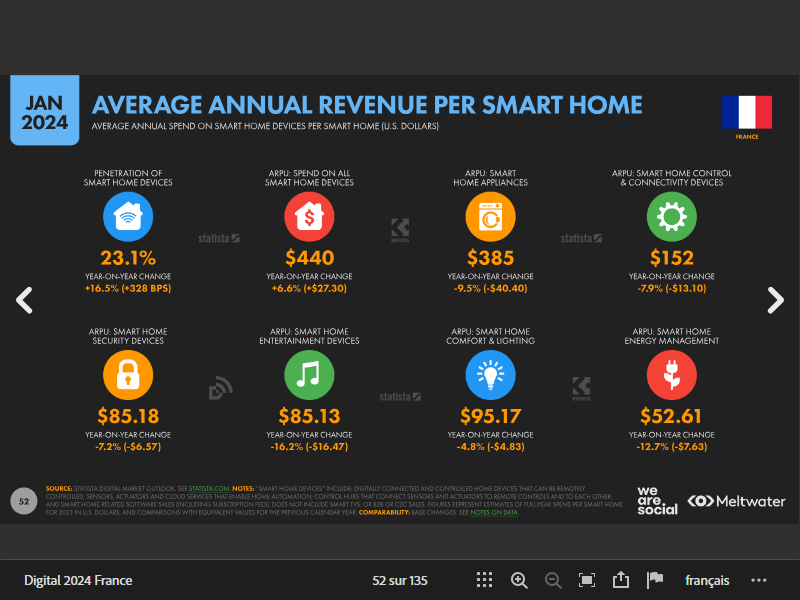 JAN
2024
AVERAGE ANNUAL REVENUE PER SMART HOME
AVERAGE ANNUAL SPEND ON SMART HOME DEVICES PER SMART HOME (U.S. DOLLARS)
FRANCE
PENETRATION OF
SMART HOME DEVICES
23.1%
YEAR-ON-YEAR CHANGE
+16.5% (+328 BPS)
ARPU: SPEND ON ALL
SMART HOME DEVICES
$
$440
YEAR-ON-YEAR CHANGE
+6.6% (+$27.30)
ARPU: SMART
HOME APPLIANCES
$385
YEAR-ON-YEAR CHANGE
-9.5% (-$40.40)
ARPU: SMART HOME CONTROL
& CONNECTIVITY DEVICES
$152
YEAR-ON-YEAR CHANGE
-7.9% (-$13.10)
statista
KEPIOS
statista
ARPU: SMART HOME
SECURITY DEVICES
$85.18
YEAR-ON-YEAR CHANGE
-7.2% (-$6.57)
ARPU: SMART HOME
ENTERTAINMENT DEVICES
$85.13
YEAR-ON-YEAR CHANGE
-16.2% (-$16.47)
ARPU: SMART HOME
COMFORT & LIGHTING
$95.17
YEAR-ON-YEAR CHANGE
-4.8% (-$4.83)
ARPU: SMART HOME
ENERGY MANAGEMENT
$52.61
YEAR-ON-YEAR CHANGE
-12.7% (-$7.63)
statista
KEPIOS
52
SOURCE: STATISTA DIGITAL MARKET OUTLOOK. SEE STATISTA.COM. NOTES: "SMART HOME DEVICES" INCLUDE DIGITALLY CONNECTED AND CONTROLLED HOME DEVICES THAT CAN BE REMOTELY
CONTROLLED; SENSORS, ACTUATORS AND CLOUD SERVICES THAT ENABLE HOME AUTOMATION; CONTROL HUBS THAT CONNECT SENSORS AND ACTUATORS TO REMOTE CONTROLS AND TO EACH OTHER;
AND SMART HOME RELATED SOFTWARE SALES (INCLUDING SUBSCRIPTION FEES). DOES NOT INCLUDE SMART TVS, OR B2B OR C2C SALES. FIGURES REPRESENT ESTIMATES OF FULL-YEAR SPEND PER SMART HOME
FOR 2023 IN U.S. DOLLARS, AND COMPARISONS WITH EQUIVALENT VALUES FOR THE PREVIOUS CALENDAR YEAR. COMPARABILITY: BASE CHANGES. SEE NOTES ON DATA
we
are.
social
Meltwater
Digital 2024 France
52 sur 135
français